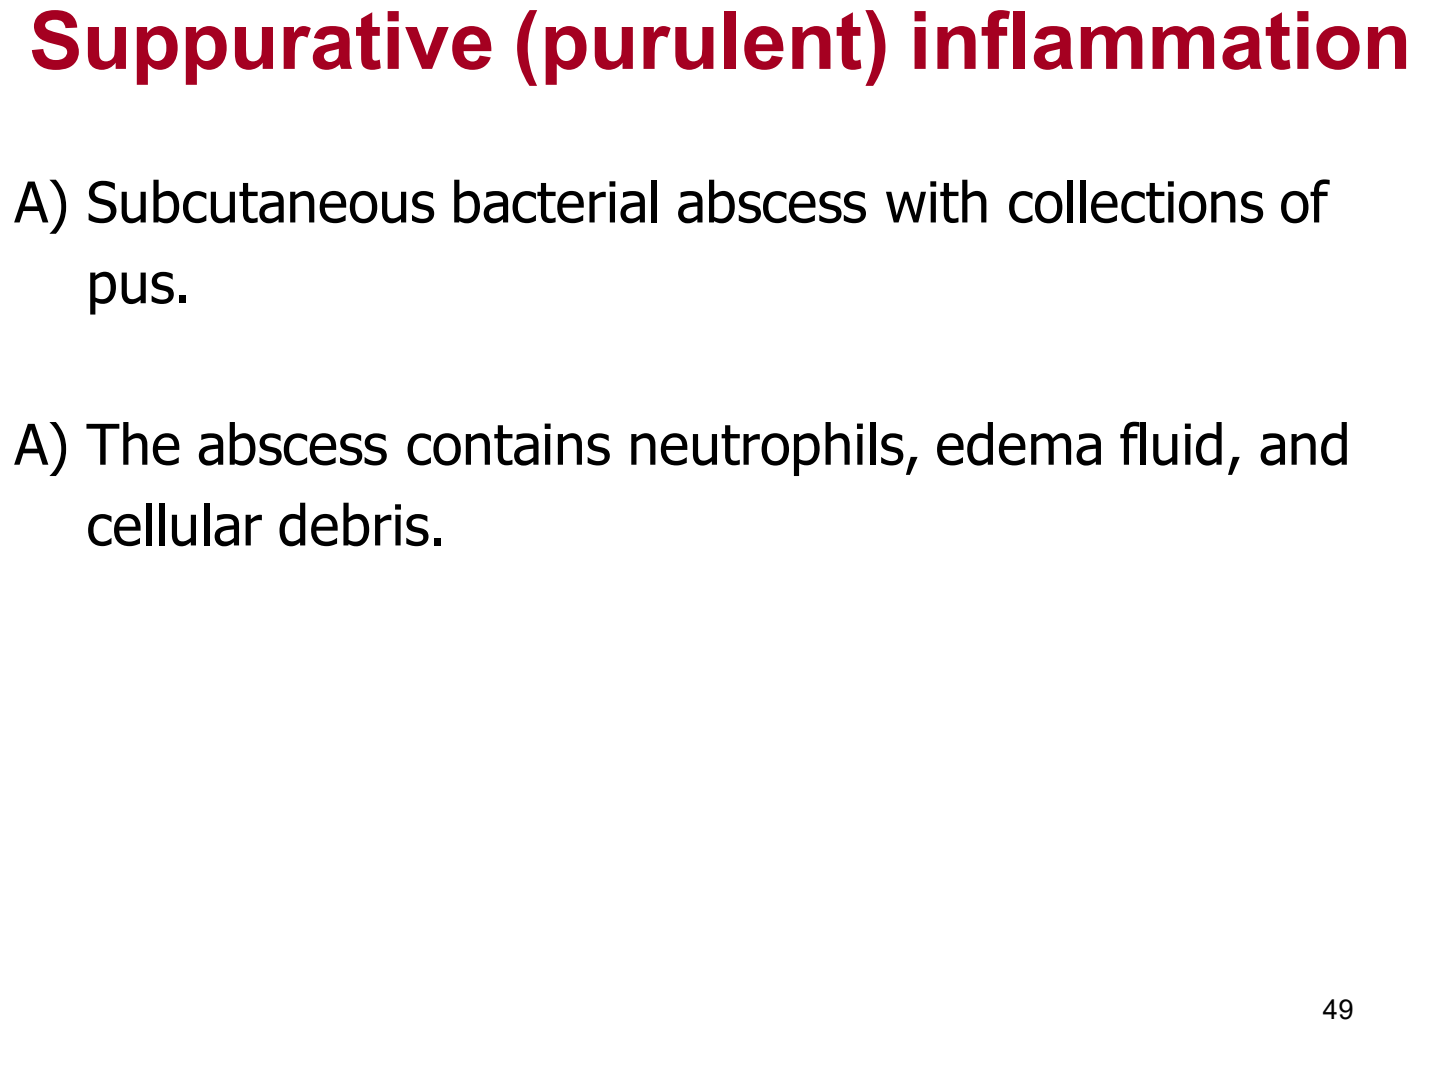 Suppurative (purulent) inflammation
A) Subcutaneous bacterial abscess with collections of
pus.
A) The abscess contains neutrophils, edema fluid, and
cellular debris.
49